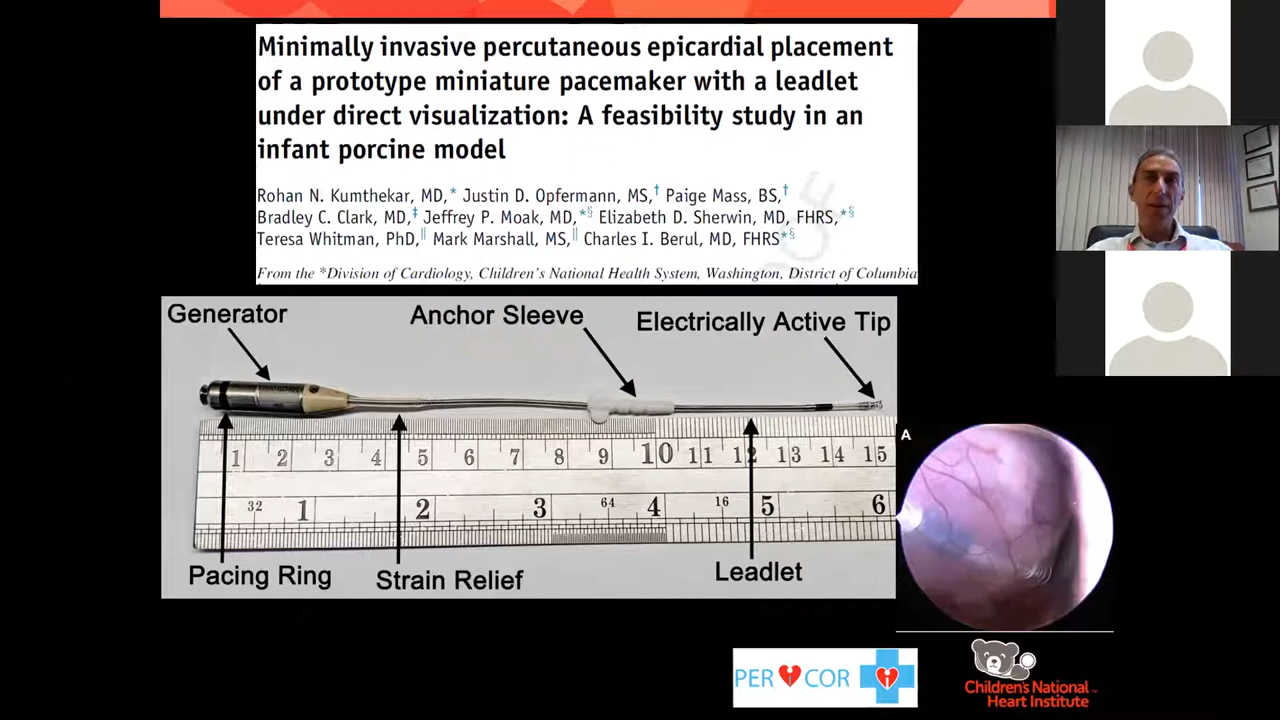 Minimally invasive percutaneous epicardial placement
of a prototype miniature pacemaker with a leadlet
under direct visualization: A feasibility study in an
infant porcine model
Rohan N. Kumthekar, MD,* Justin D. Opfermann, MS,† Paige Mass, BS,†
Bradley C. Clark, MD,‡ Jeffrey P. Moak, MD,*§ Elizabeth D. Sherwin, MD, FHRS,*§
Teresa Whitman, PhD,‖ Mark Marshall, MS,‖ Charles I. Berul, MD, FHRS*§
From the *Division of Cardiology, Children's National Health System, Washington, District of Columbia
Generator
Anchor Sleeve
Electrically Active Tip
1 2 3 4 5 6 7 8 9 10 11 12 13 14 15
32 1 2 3 64 4 16 5 6
Pacing Ring
Strain Relief
Leadlet
A
PER COR
Children's National
Heart Institute